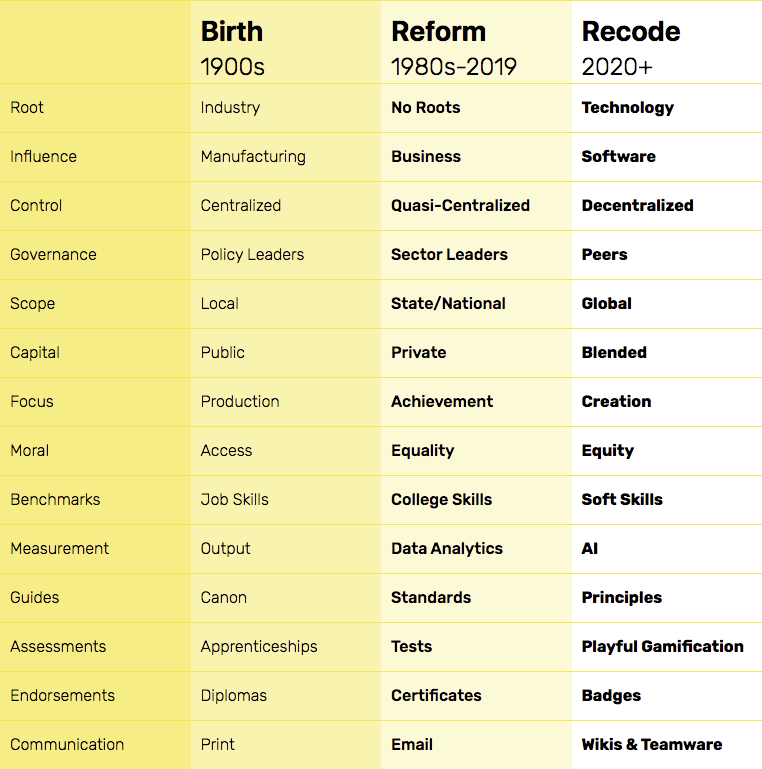 Birth Reform Recode
1900s 1980s-2019 2020+
Root Industry No Roots Technology
Influence Manufacturing Business Software
Control Centralized Quasi-Centralized Decentralized
Governance Policy Leaders Sector Leaders Peers
Scope Local State/National Global
Capital Public Private Blended
Focus Production Achievement Creation
Moral Access Equality Equity
Benchmarks Job Skills College Skills Soft Skills
Measurement Output Data Analytics AI
Guides Canon Standards Principles
Assessments Apprenticeships Tests Playful Gamification
Endorsements Diplomas Certificates Badges
Communication Print Email Wikis & Teamware